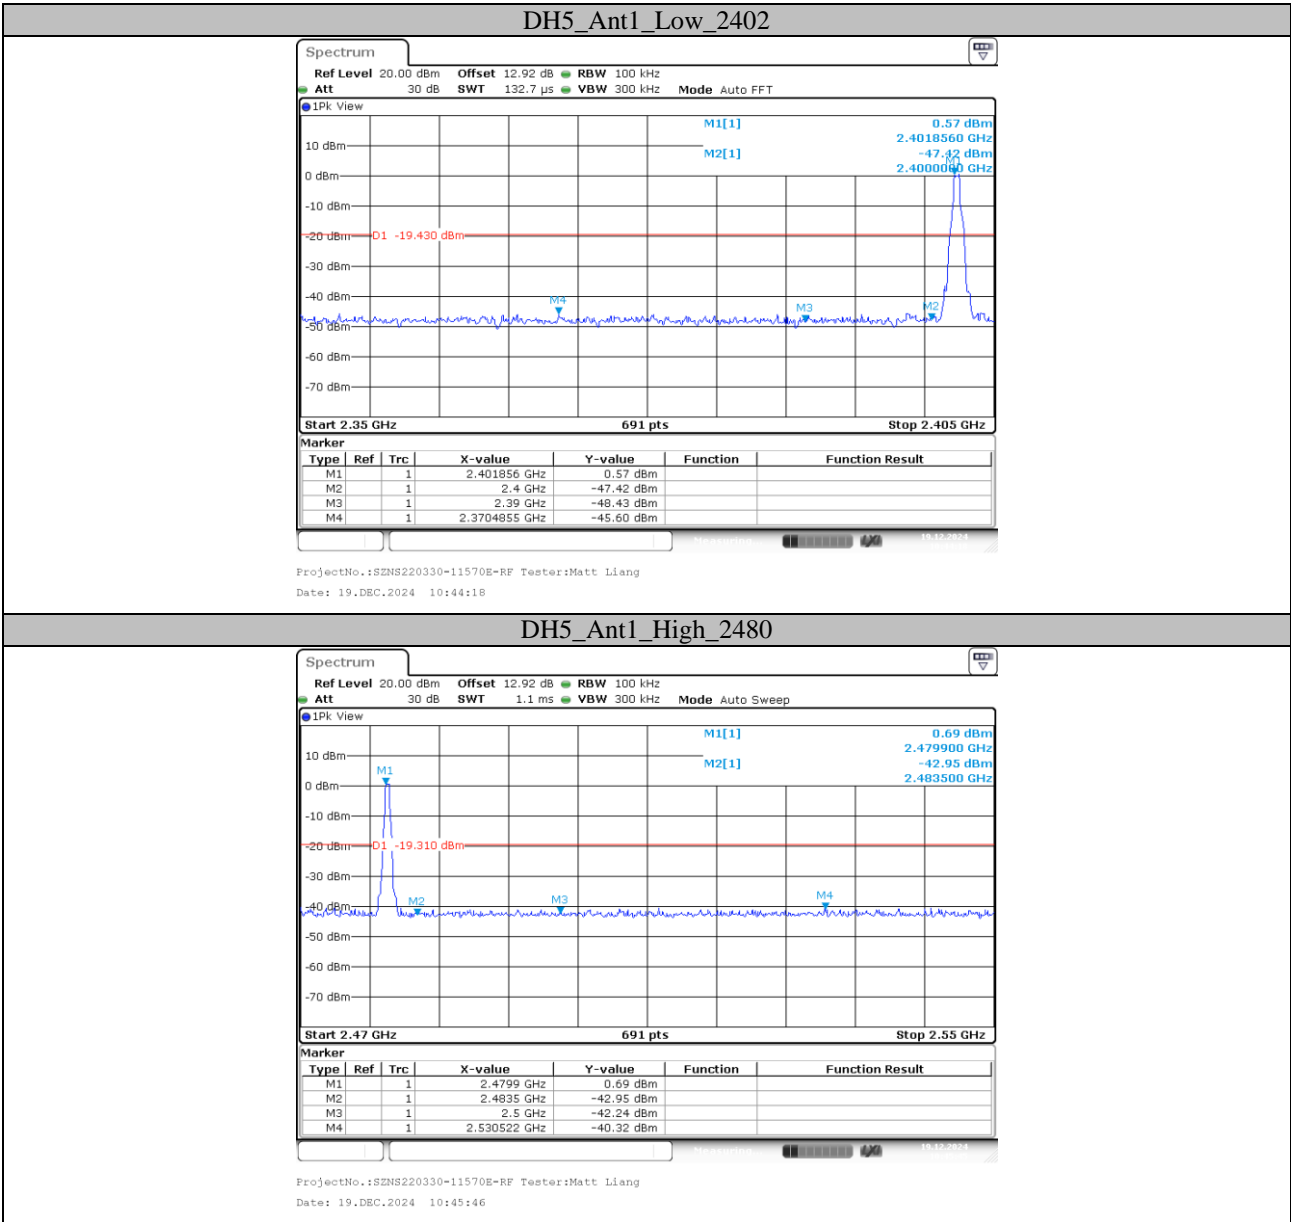 DH5_Ant1_Low_2402
Spectrum
Ref Level 20.00 dBm Offset 12.92 dB RBW 100 kHz
Att 30 dB SWT 132.7 µs VBW 300 kHz Mode Auto FFT
1Pk View
M1[1] 0.57 dBm
2.4018560 GHz
M2[1] -47.42 dBm
2.4000000 GHz
M1
10 dBm
0 dBm
-10 dBm
-20 dBm
D1 -19.430 dBm
-30 dBm
-40 dBm
M4
M3
M2
-50 dBm
-60 dBm
-70 dBm
Start 2.35 GHz 691 pts Stop 2.405 GHz
Marker
Type Ref Trc X-value Y-value Function Function Result
M1 1 2.401856 GHz 0.57 dBm
M2 1 2.4 GHz -47.42 dBm
M3 1 2.39 GHz -48.43 dBm
M4 1 2.3704855 GHz -45.60 dBm
Measuring... 19.12.2024
ProjectNo.:SZNS220330-11570E-RF Tester:Matt Liang
Date: 19.DEC.2024 10:44:18
DH5_Ant1_High_2480
Spectrum
Ref Level 20.00 dBm Offset 12.92 dB RBW 100 kHz
Att 30 dB SWT 1.1 ms VBW 300 kHz Mode Auto Sweep
1Pk View
M1[1] 0.69 dBm
2.479900 GHz
M2[1] -42.95 dBm
2.483500 GHz
10 dBm
M1
0 dBm
-10 dBm
-20 dBm
D1 -19.310 dBm
-30 dBm
-40 dBm
M2
M3
M4
-50 dBm
-60 dBm
-70 dBm
Start 2.47 GHz 691 pts Stop 2.55 GHz
Marker
Type Ref Trc X-value Y-value Function Function Result
M1 1 2.4799 GHz 0.69 dBm
M2 1 2.4835 GHz -42.95 dBm
M3 1 2.5 GHz -42.24 dBm
M4 1 2.530522 GHz -40.32 dBm
Measuring... 19.12.2024
ProjectNo.:SZNS220330-11570E-RF Tester:Matt Liang
Date: 19.DEC.2024 10:45:46